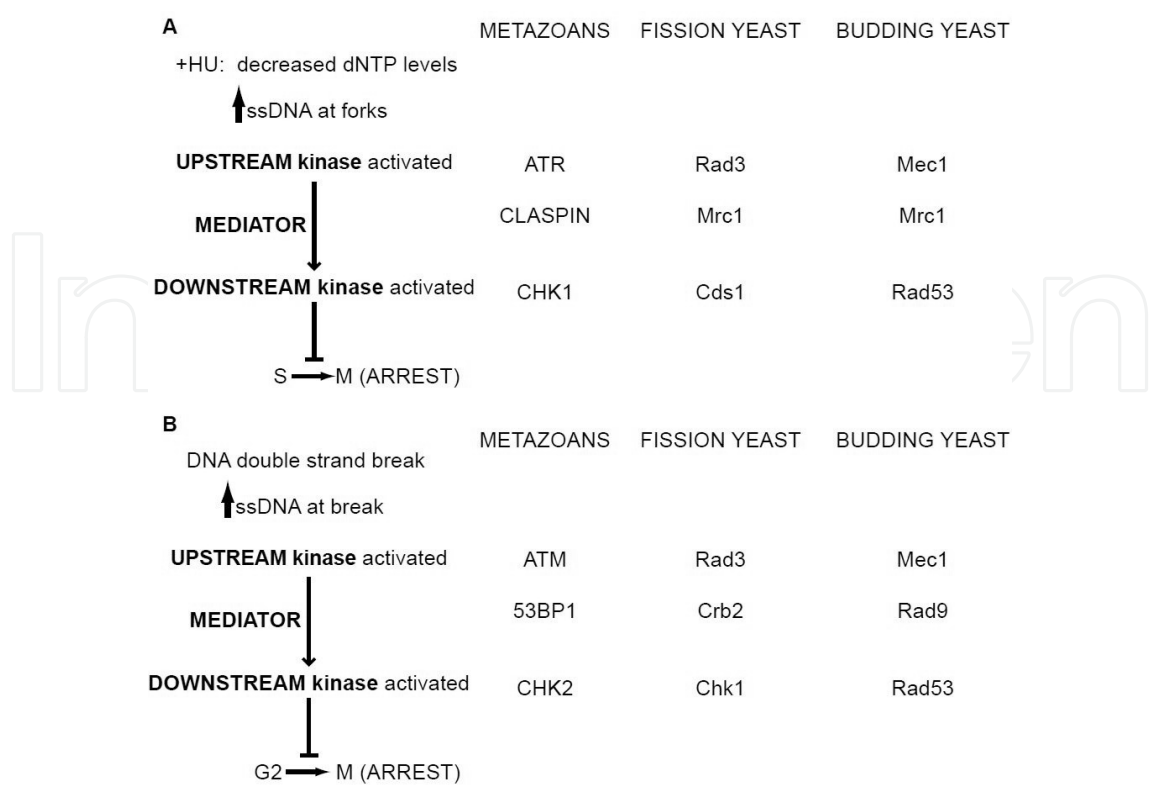 A
METAZOANS FISSION YEAST BUDDING YEAST
+HU: decreased dNTP levels
ssDNA at forks
UPSTREAM kinase activated ATR Rad3 Mec1
MEDIATOR CLASPIN Mrc1 Mrc1
DOWNSTREAM kinase activated CHK1 Cds1 Rad53
S M (ARREST)
B
METAZOANS FISSION YEAST BUDDING YEAST
DNA double strand break
ssDNA at break
UPSTREAM kinase activated ATM Rad3 Mec1
MEDIATOR 53BP1 Crb2 Rad9
DOWNSTREAM kinase activated CHK2 Chk1 Rad53
G2 M (ARREST)